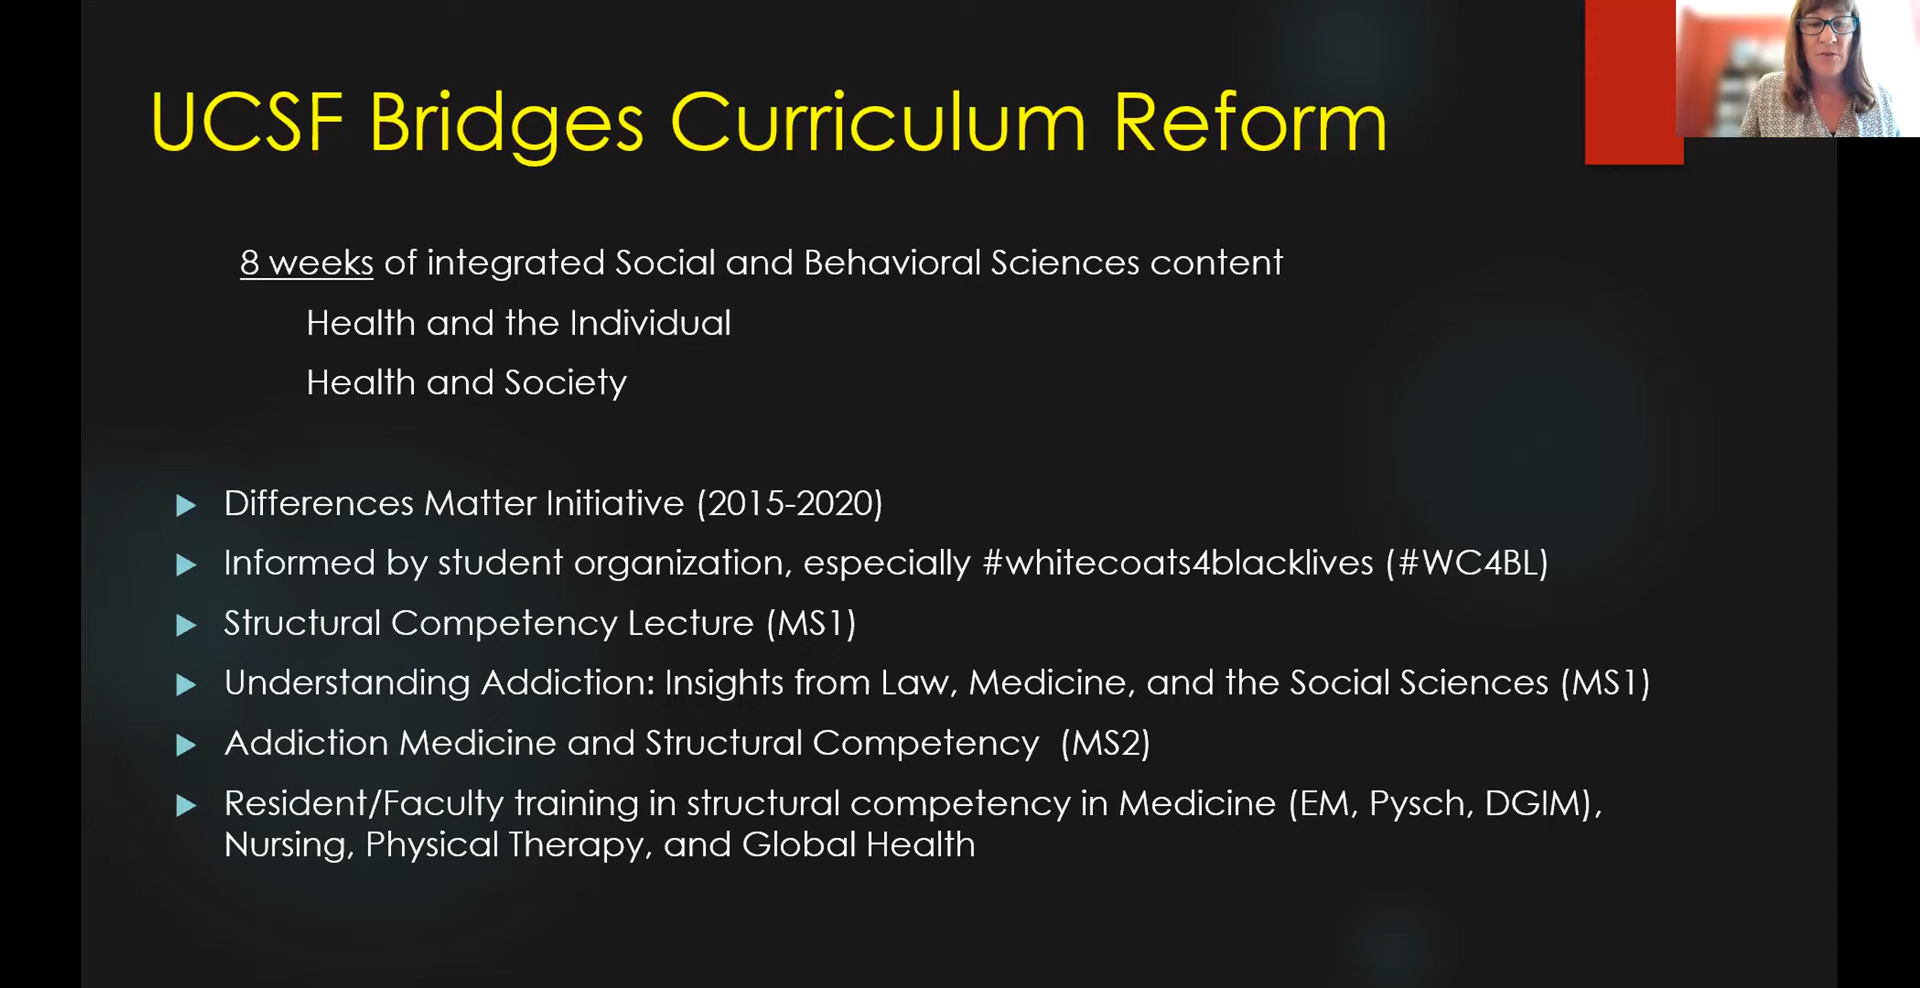 UCSF Bridges Curriculum Reform
8 weeks of integrated Social and Behavioral Sciences content
Health and the Individual
Health and Society
Differences Matter Initiative (2015-2020)
Informed by student organization, especially #whitecoats4blacklives (#WC4BL)
Structural Competency Lecture (MS1)
Understanding Addiction: Insights from Law, Medicine, and the Social Sciences (MS1)
Addiction Medicine and Structural Competency (MS2)
Resident/Faculty training in structural competency in Medicine (EM, Pysch, DGIM),
Nursing, Physical Therapy, and Global Health